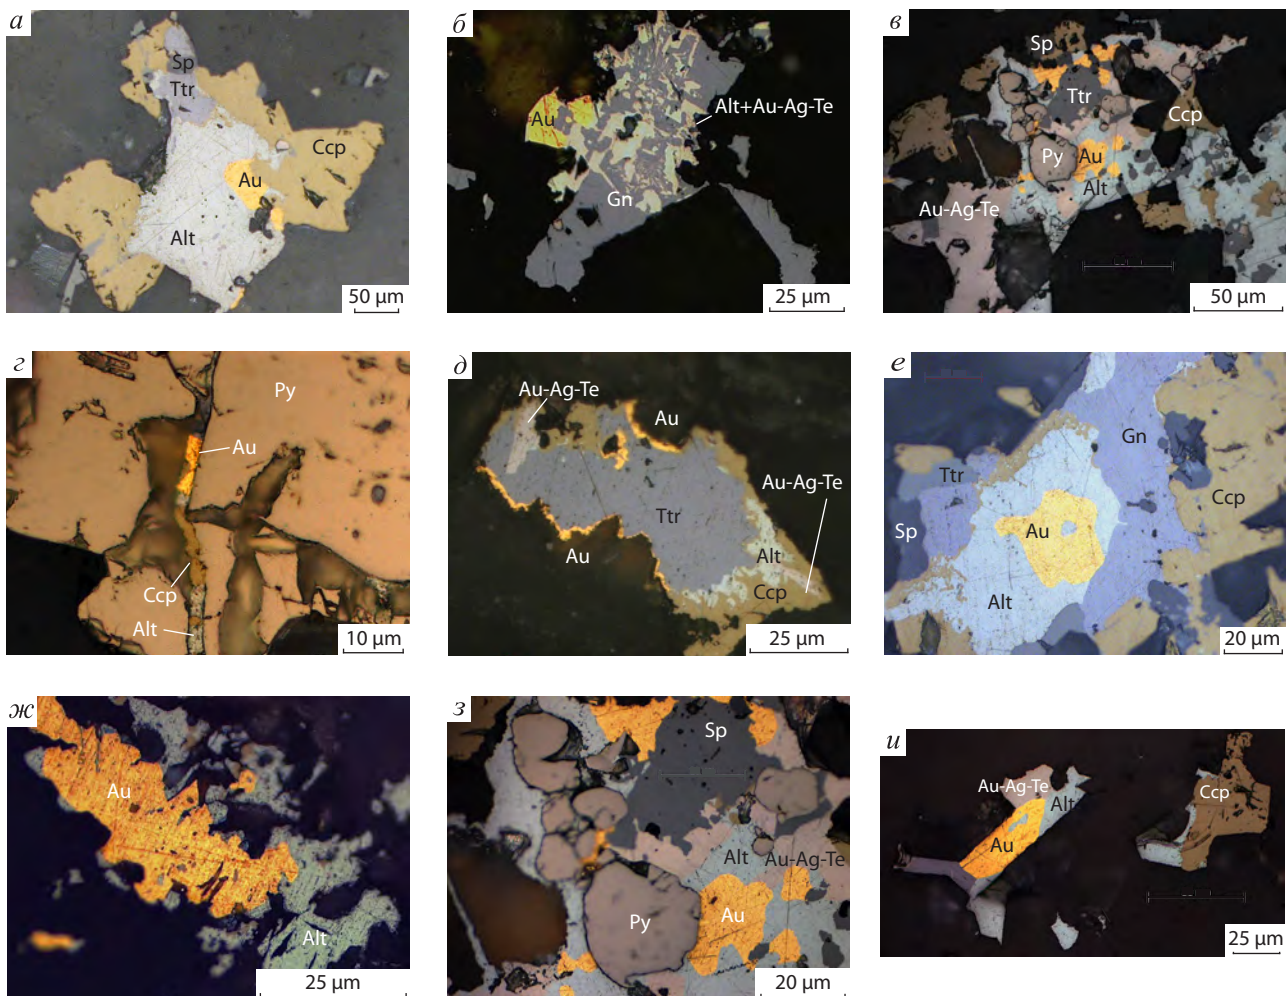 а
Sp
Ttr
Ccp
Au
Alt
50 µm
б
Au
Alt+Au-Ag-Te
Gn
25 µm
в
Sp
Ttr
Ccp
Py
Au
Alt
Au-Ag-Te
50 µm
г
Py
Au
Ccp
Alt
10 µm
д
Au-Ag-Te
Au
Au-Ag-Te
Ttr
Au
Alt
Ccp
25 µm
е
Gn
Ttr
Ccp
Sp
Au
Alt
20 µm
ж
Au
Alt
25 µm
з
Sp
Alt
Au-Ag-Te
Py
Au
20 µm
и
Au-Ag-Te
Alt
Ccp
Au
25 µm